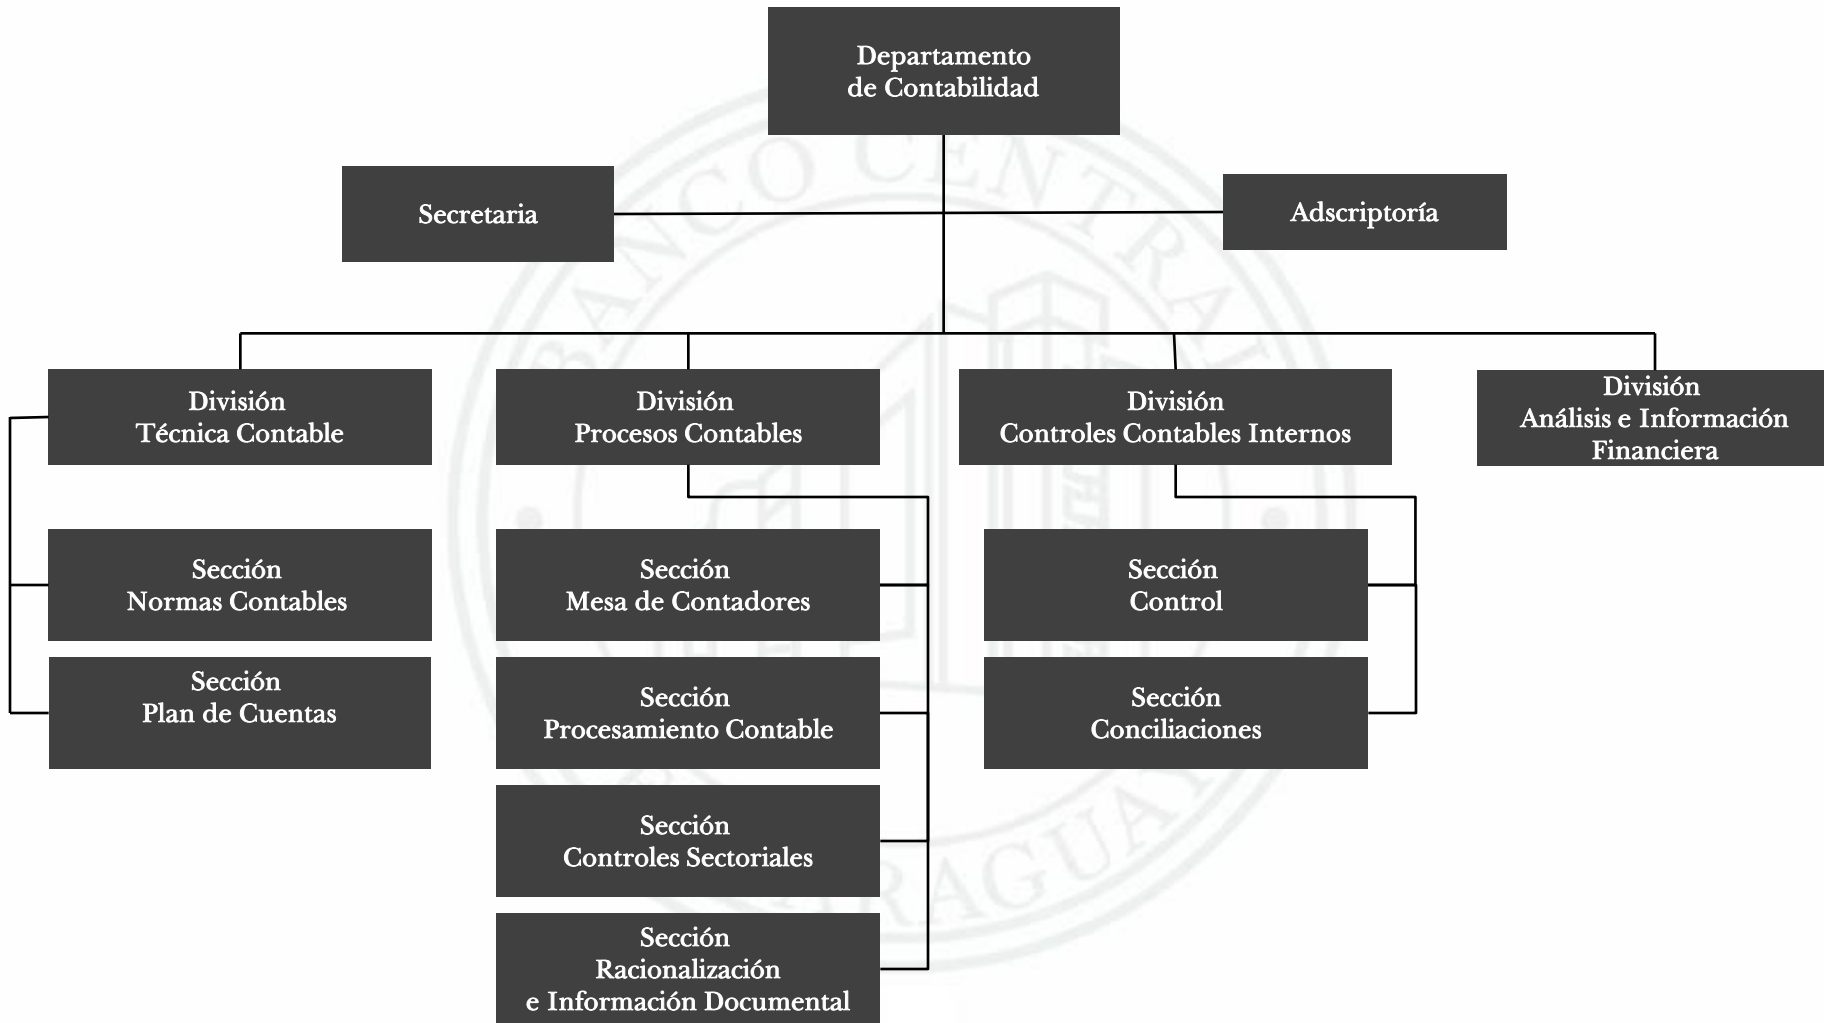 Departamento
de Contabilidad
Secretaria
Adscriptoría
División
Técnica Contable
División
Procesos Contables
División
Controles Contables Internos
División
Análisis e Información
Financiera
Sección
Normas Contables
Sección
Mesa de Contadores
Sección
Control
Sección
Plan de Cuentas
Sección
Procesamiento Contable
Sección
Conciliaciones
Sección
Controles Sectoriales
Sección
Racionalización
e Información Documental
BANCO CENTRAL